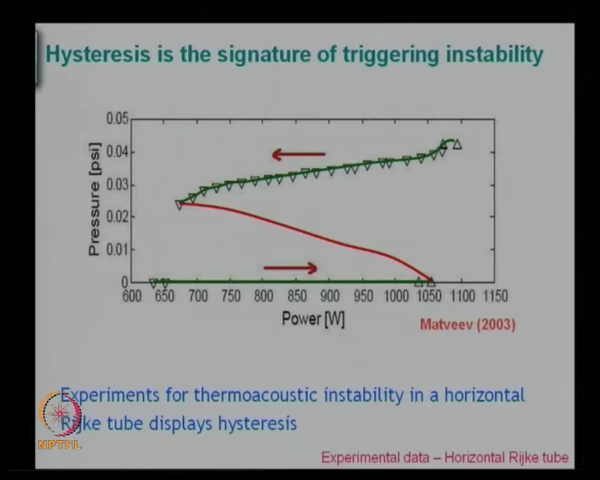 Hysteresis is the signature of triggering instability
0.05
0.04
0.03
0.02
0.01
0
Pressure [psi]
600 650 700 750 800 850 900 950 1000 1050 1100 1150
Power [W]
Matveev (2003)
Experiments for thermoacoustic instability in a horizontal
Rijke tube displays hysteresis
NPTEL
Experimental data – Horizontal Rijke tube